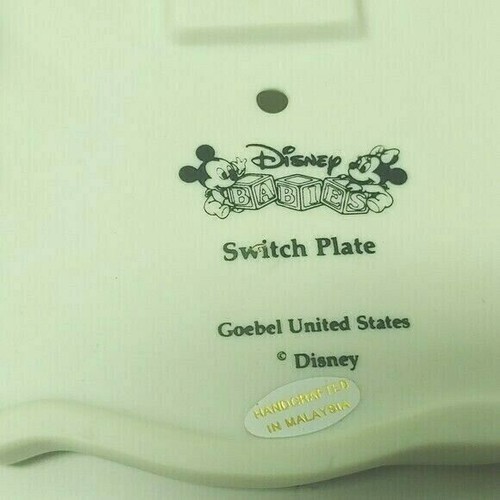 Disney
BABIES
Switch Plate
Goebel United States
© Disney
HANDCRAFTED
IN MALAYSIA